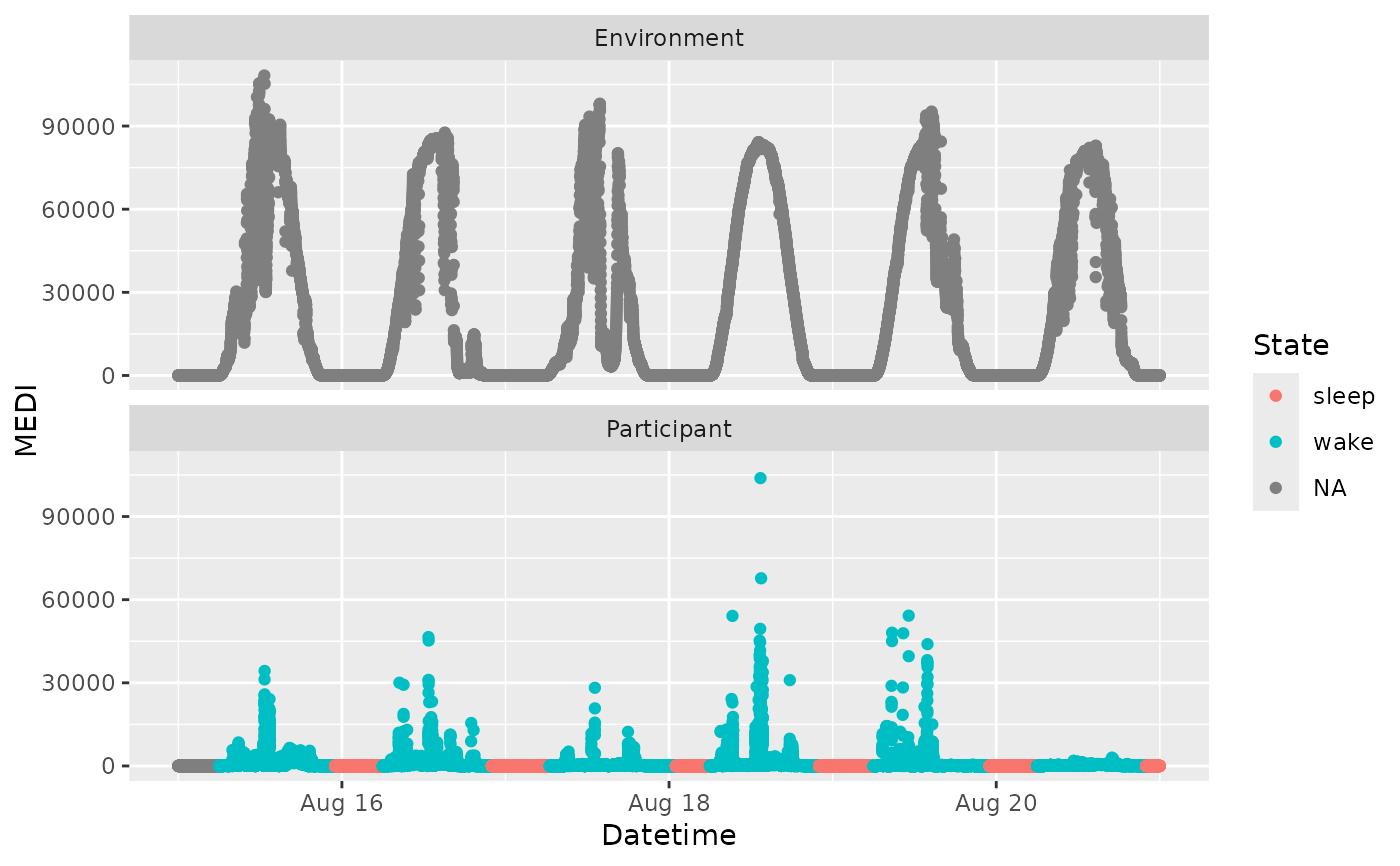 Environment
90000
60000
30000
0
MEDI
Participant
90000
60000
30000
0
Aug 16
Aug 18
Aug 20
Datetime
State
sleep
wake
NA